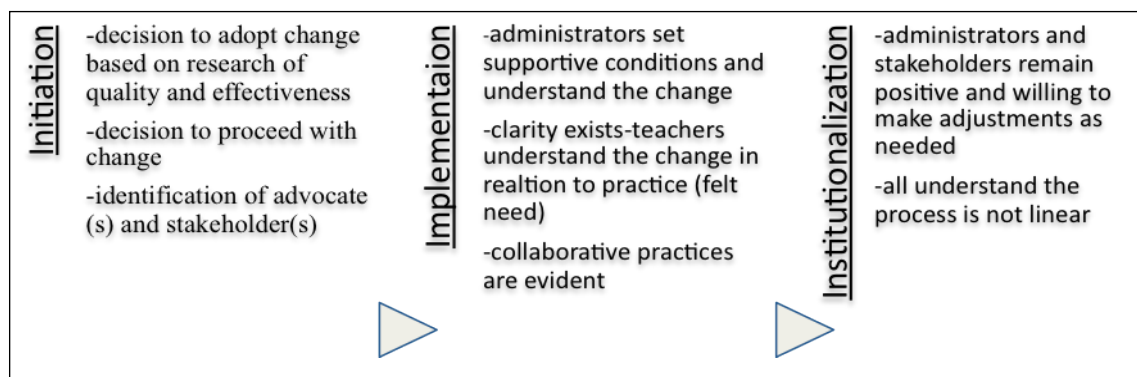 Initiation
-decision to adopt change
based on research of
quality and effectiveness
-decision to proceed with
change
-identification of advocate
(s) and stakeholder(s)
Implementaion
-administrators set
supportive conditions and
understand the change
-clarity exists-teachers
understand the change in
realtion to practice (felt
need)
-collaborative practices
are evident
Institutionalization
-administrators and
stakeholders remain
positive and willing to
make adjustments as
needed
-all understand the
process is not linear